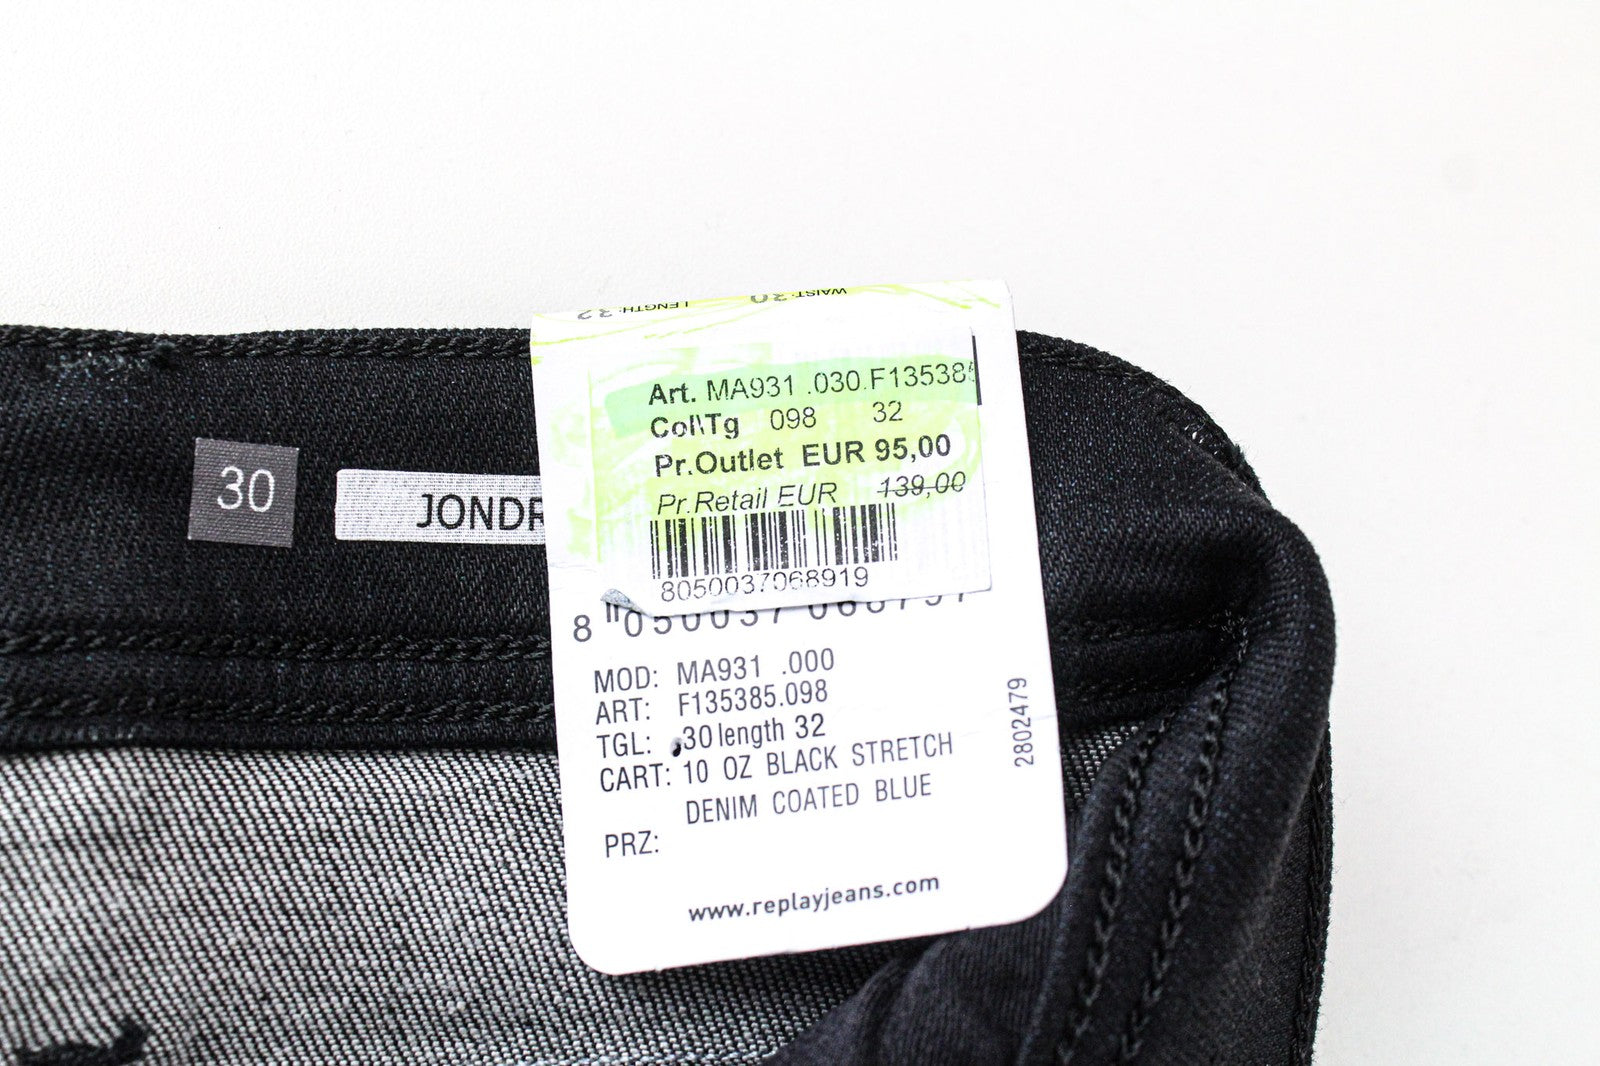 WAIST: 30
LENGTH: 32
30
JONDR
Art. MA931 .030.F135385
Col\Tg 098 32
Pr.Outlet EUR 95,00
Pr.Retail EUR 139,00
8050037068919
8 050037
MOD: MA931 .000
ART: F135385.098
TGL: 30 length 32
CART: 10 OZ BLACK STRETCH
DENIM COATED BLUE
PRZ:
www.replayjeans.com
2802479